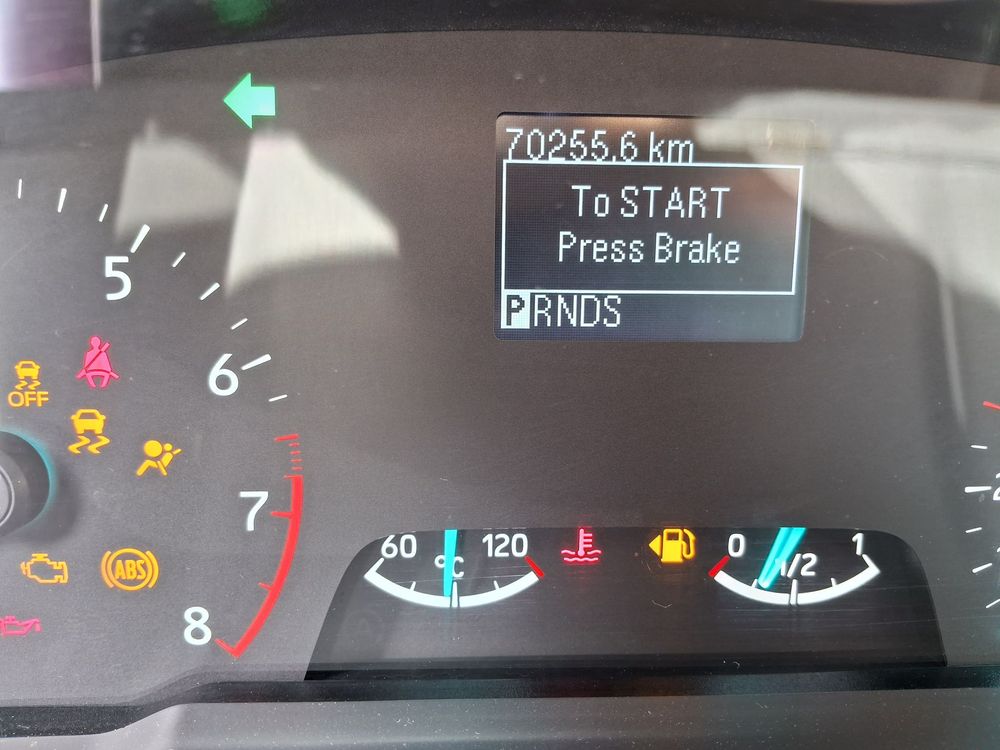 70255.6 km
To START
Press Brake
PRNDS
5
6
7
8
OFF
ABS
60
120
°C
0
1/2
1
2